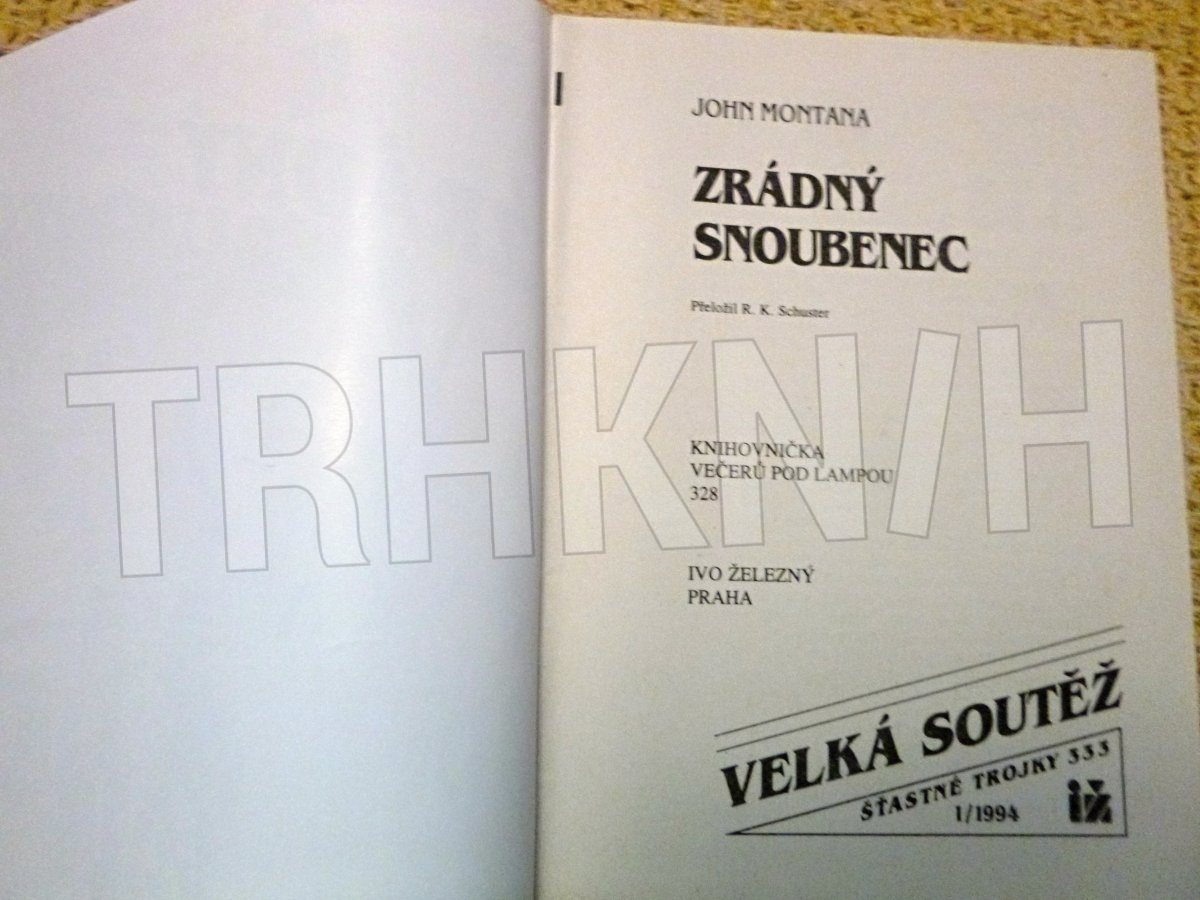 JOHN MONTANA
ZRÁDNÝ
SNOUBENEC
Přeložil R. K. Schuster
TRHKN/H
KNIHOVNIČKA
VEČERŮ POD LAMPOU
328
IVO ŽELEZNÝ
PRAHA
VELKÁ SOUTĚŽ
ŠŤASTNÉ TROJKY 333
1/1994
iž